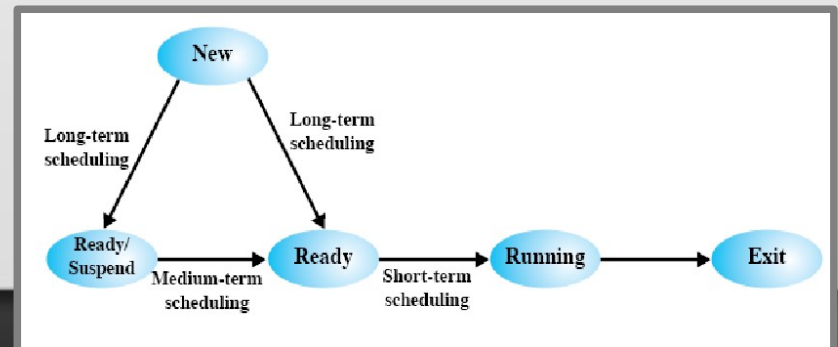 New
Long-term
scheduling
Long-term
scheduling
Ready/
Suspend
Medium-term
scheduling
Ready
Short-term
scheduling
Running
Exit